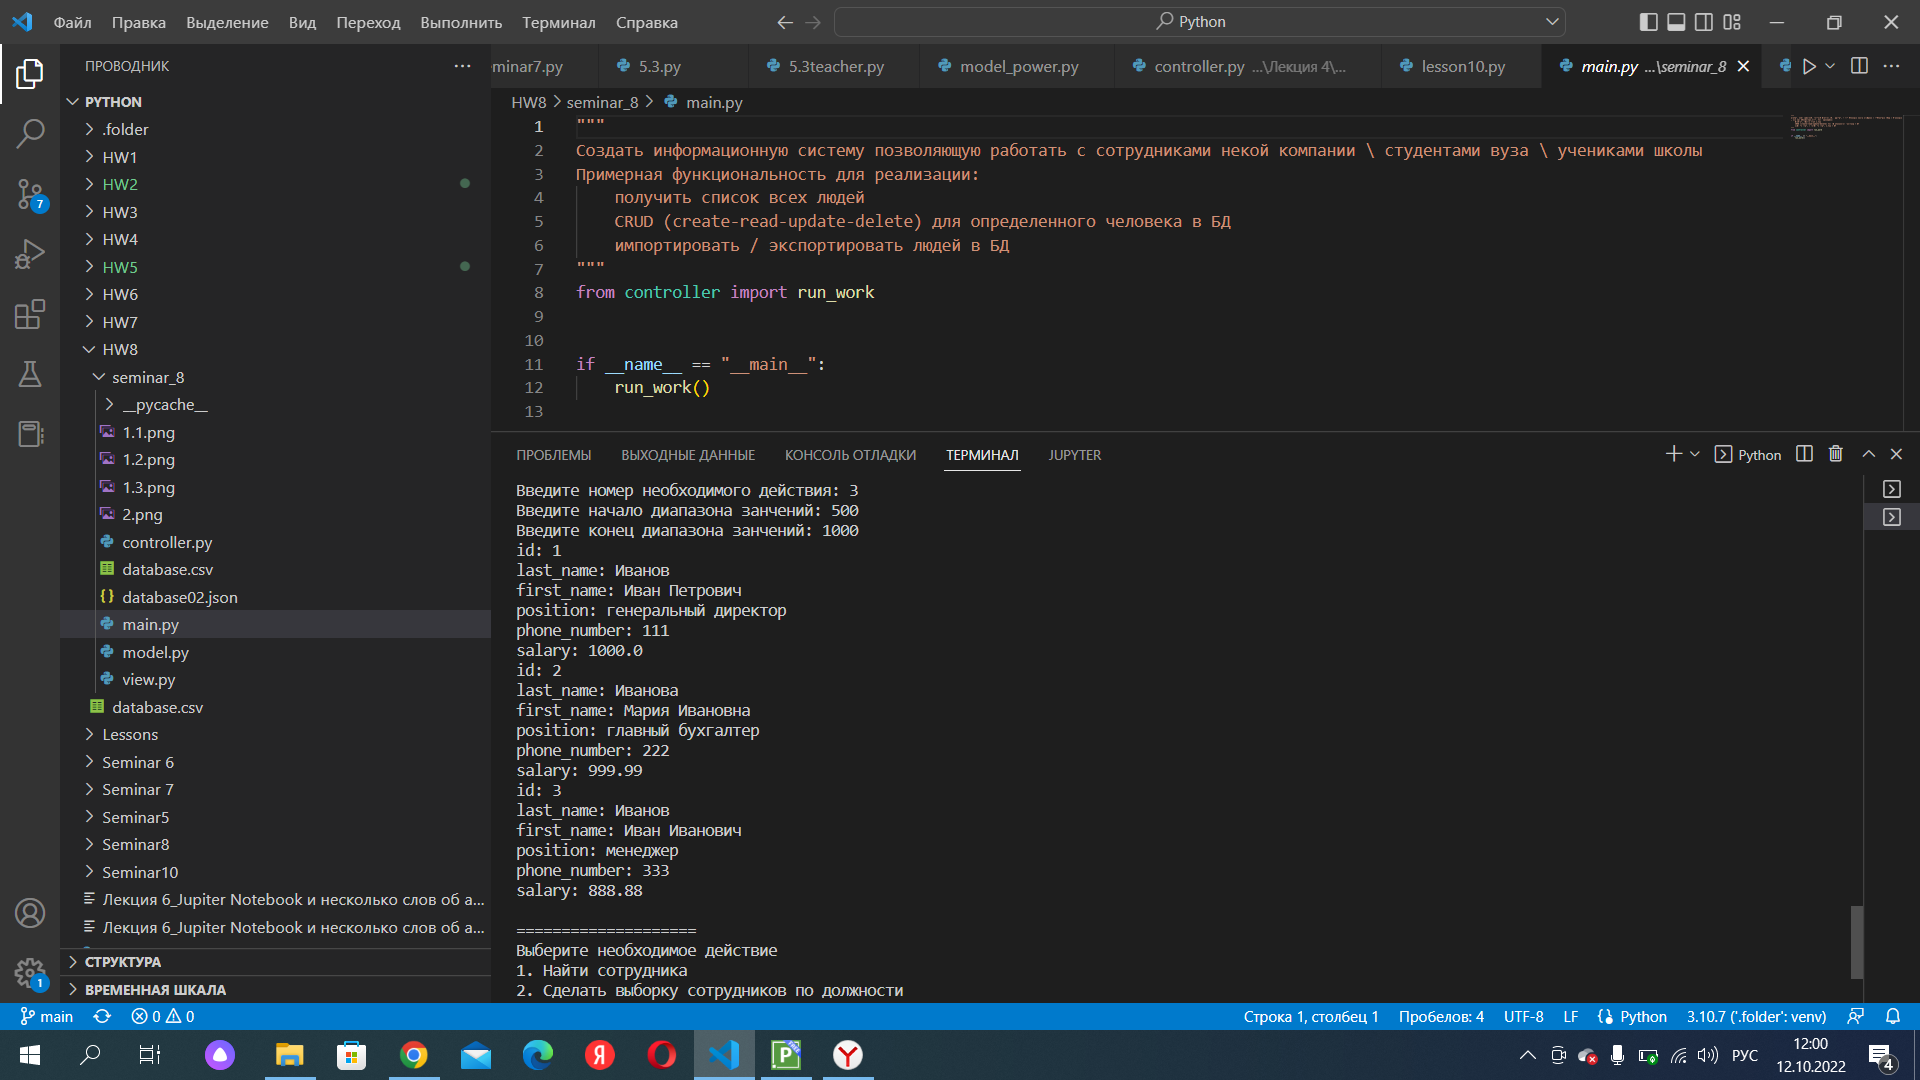 Файл Правка Выделение Вид Переход Выполнить Терминал Справка
Python
ПРОВОДНИК
PYTHON
.folder
HW1
HW2
HW3
HW4
HW5
HW6
HW7
HW8
seminar_8
__pycache__
1.1.png
1.2.png
1.3.png
2.png
controller.py
database.csv
database02.json
main.py
model.py
view.py
database.csv
Lessons
Seminar 6
Seminar 7
Seminar5
Seminar8
Seminar10
Лекция 6_Jupiter Notebook и несколько слов об а...
Лекция 6_Jupiter Notebook и несколько слов об а...
СТРУКТУРА
ВРЕМЕННАЯ ШКАЛА
7
1
minar7.py 5.3.py 5.3teacher.py model_power.py controller.py ...\Лекция 4\... lesson10.py main.py ...\seminar_8
HW8 > seminar_8 > main.py
1 """
2 Создать информационную систему позволяющую работать с сотрудниками некой компании \ студентами вуза \ учениками школы
3 Примерная функциональность для реализации:
4 получить список всех людей
5 CRUD (create-read-update-delete) для определенного человека в БД
6 импортировать / экспортировать людей в БД
7 """
8 from controller import run_work
9
10
11 if __name__ == "__main__":
12 run_work()
13
ПРОБЛЕМЫ ВЫХОДНЫЕ ДАННЫЕ КОНСОЛЬ ОТЛАДКИ ТЕРМИНАЛ JUPYTER
Python
Введите номер необходимого действия: 3
Введите начало диапазона занчений: 500
Введите конец диапазона занчений: 1000
id: 1
last_name: Иванов
first_name: Иван Петрович
position: генеральный директор
phone_number: 111
salary: 1000.0
id: 2
last_name: Иванова
first_name: Мария Ивановна
position: главный бухгалтер
phone_number: 222
salary: 999.99
id: 3
last_name: Иванов
first_name: Иван Иванович
position: менеджер
phone_number: 333
salary: 888.88
====================
Выберите необходимое действие
1. Найти сотрудника
2. Сделать выборку сотрудников по должности
main 0 0 Строка 1, столбец 1 Пробелов: 4 UTF-8 LF Python 3.10.7 ('.folder': venv)
РУС
12:00
12.10.2022
4